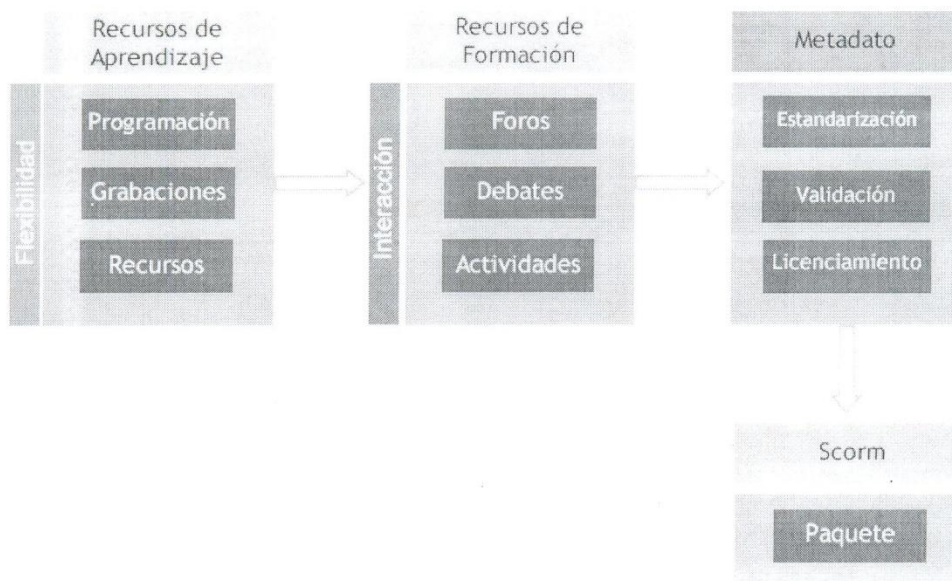 Recursos de
Aprendizaje
Flexibilidad
Programación
Grabaciones
Recursos
Recursos de
Formación
Interacción
Foros
Debates
Actividades
Metadato
Estandarización
Validación
Licenciamiento
Scorm
Paquete